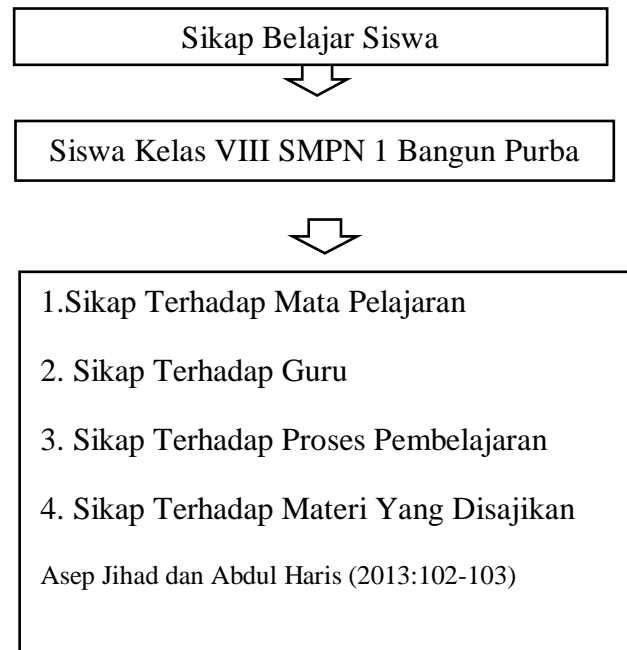 Sikap Belajar Siswa
Siswa Kelas VIII SMPN 1 Bangun Purba
1.Sikap Terhadap Mata Pelajaran
2. Sikap Terhadap Guru
3. Sikap Terhadap Proses Pembelajaran
4. Sikap Terhadap Materi Yang Disajikan
Asep Jihad dan Abdul Haris (2013:102-103)